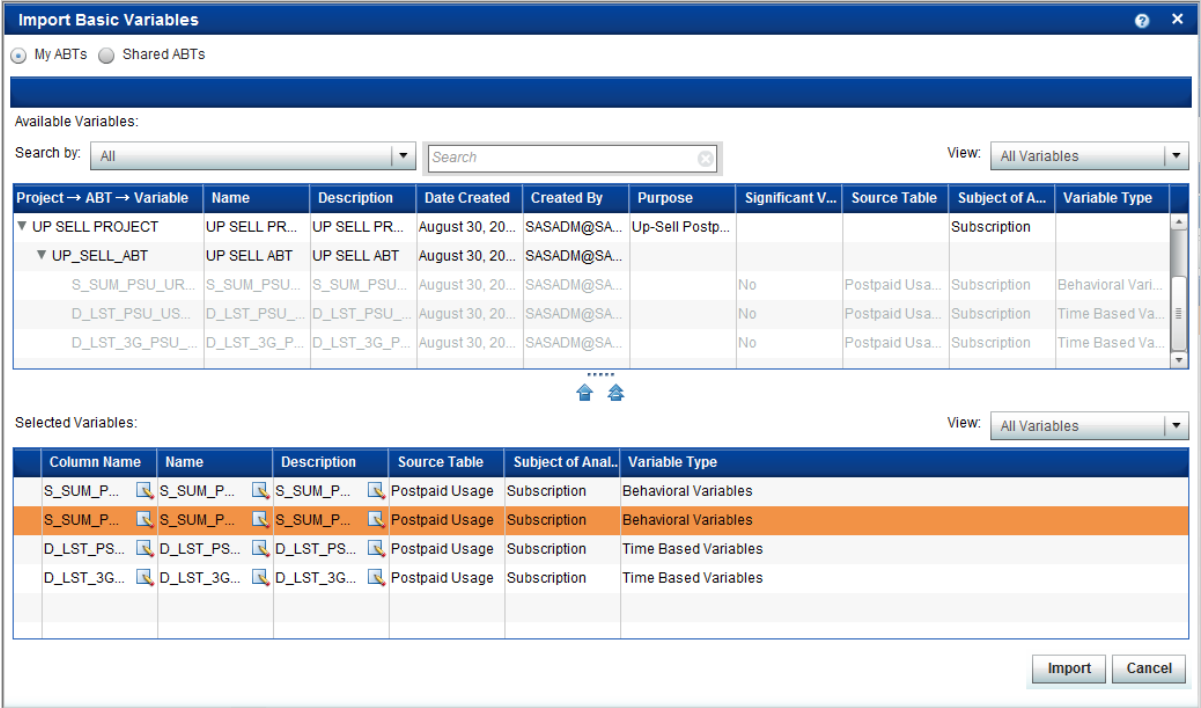 Import Basic Variables
My ABTs Shared ABTs
Available Variables:
Search by: All Search View: All Variables
Project → ABT → Variable Name Description Date Created Created By Purpose Significant V... Source Table Subject of A... Variable Type
UP SELL PROJECT UP SELL PR... UP SELL PR... August 30, 20... SASADM@SA... Up-Sell Postp... Subscription
UP_SELL_ABT UP SELL ABT UP SELL ABT August 30, 20... SASADM@SA...
S_SUM_PSU_UR... S_SUM_PSU... S_SUM_PSU... August 30, 20... SASADM@SA... No Postpaid Usa... Subscription Behavioral Vari...
D_LST_PSU_US... D_LST_PSU_... D_LST_PSU_... August 30, 20... SASADM@SA... No Postpaid Usa... Subscription Time Based Va...
D_LST_3G_PSU_... D_LST_3G_P... D_LST_3G_P... August 30, 20... SASADM@SA... No Postpaid Usa... Subscription Time Based Va...
Selected Variables: View: All Variables
Column Name Name Description Source Table Subject of Anal.. Variable Type
S_SUM_P... S_SUM_P... S_SUM_P... Postpaid Usage Subscription Behavioral Variables
S_SUM_P... S_SUM_P... S_SUM_P... Postpaid Usage Subscription Behavioral Variables
D_LST_PS... D_LST_PS... D_LST_PS... Postpaid Usage Subscription Time Based Variables
D_LST_3G... D_LST_3G... D_LST_3G... Postpaid Usage Subscription Time Based Variables
Import Cancel